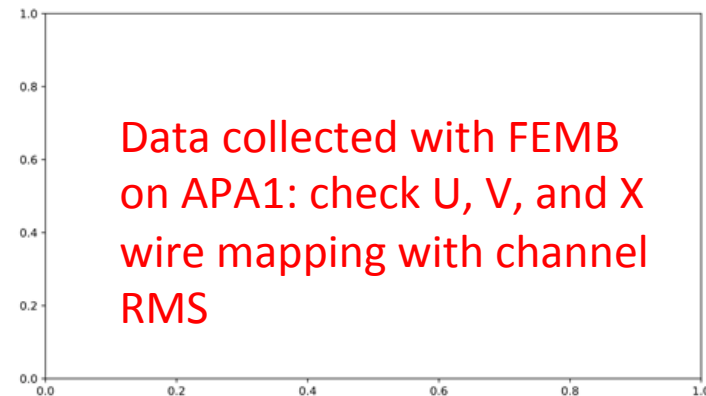 1.0
0.8
Data collected with FEMB
0.6
on APA1: check U, V, and X
0.4
wire mapping with channel
0.2
RMS
0.0
0.0 0.2 0.4 0.6 0.8 1.0